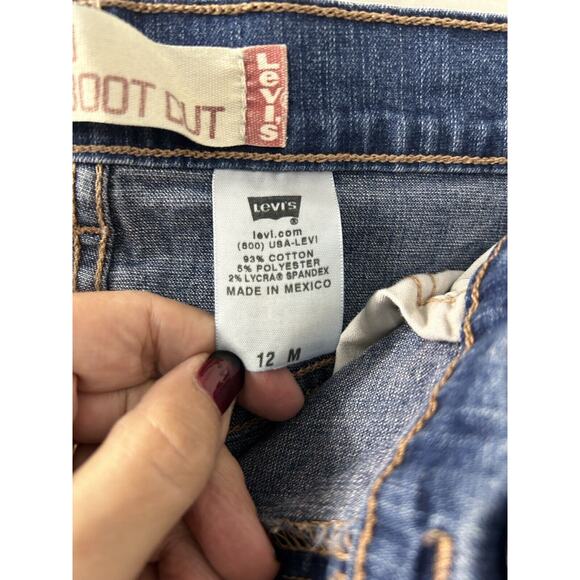 BOOT CUT
Levi's
LEVI'S
®
levi.com
(800) USA-LEVI
93% COTTON
5% POLYESTER
2% LYCRA® SPANDEX
MADE IN MEXICO
12 M